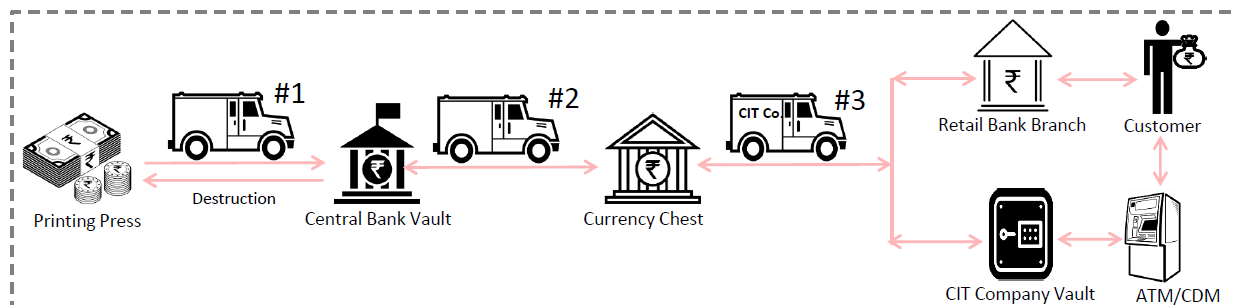 #1
#2
#3
CIT Co.
₹
₹
₹
₹
₹
Retail Bank Branch
Customer
Destruction
Printing Press
Central Bank Vault
Currency Chest
CIT Company Vault
ATM/CDM